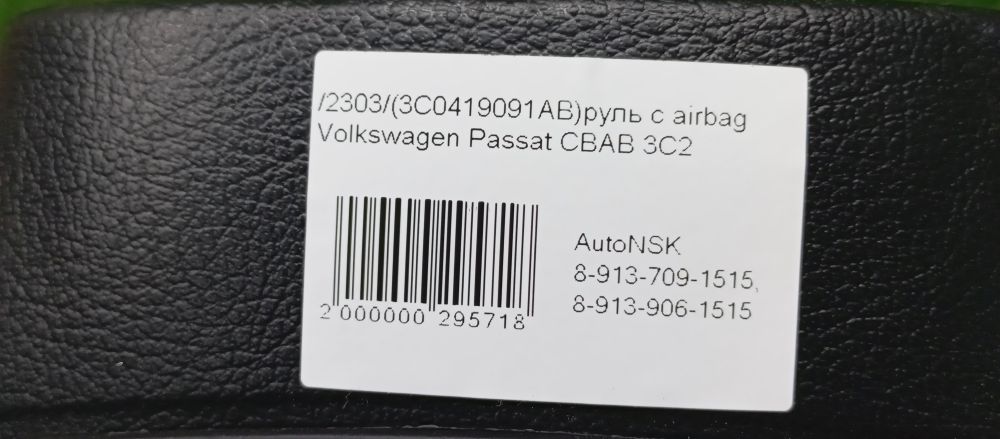 /2303/(3C0419091AB)руль с airbag
Volkswagen Passat CBAB 3C2
AutoNSK
8-913-709-1515,
8-913-906-1515
2 000000 295718